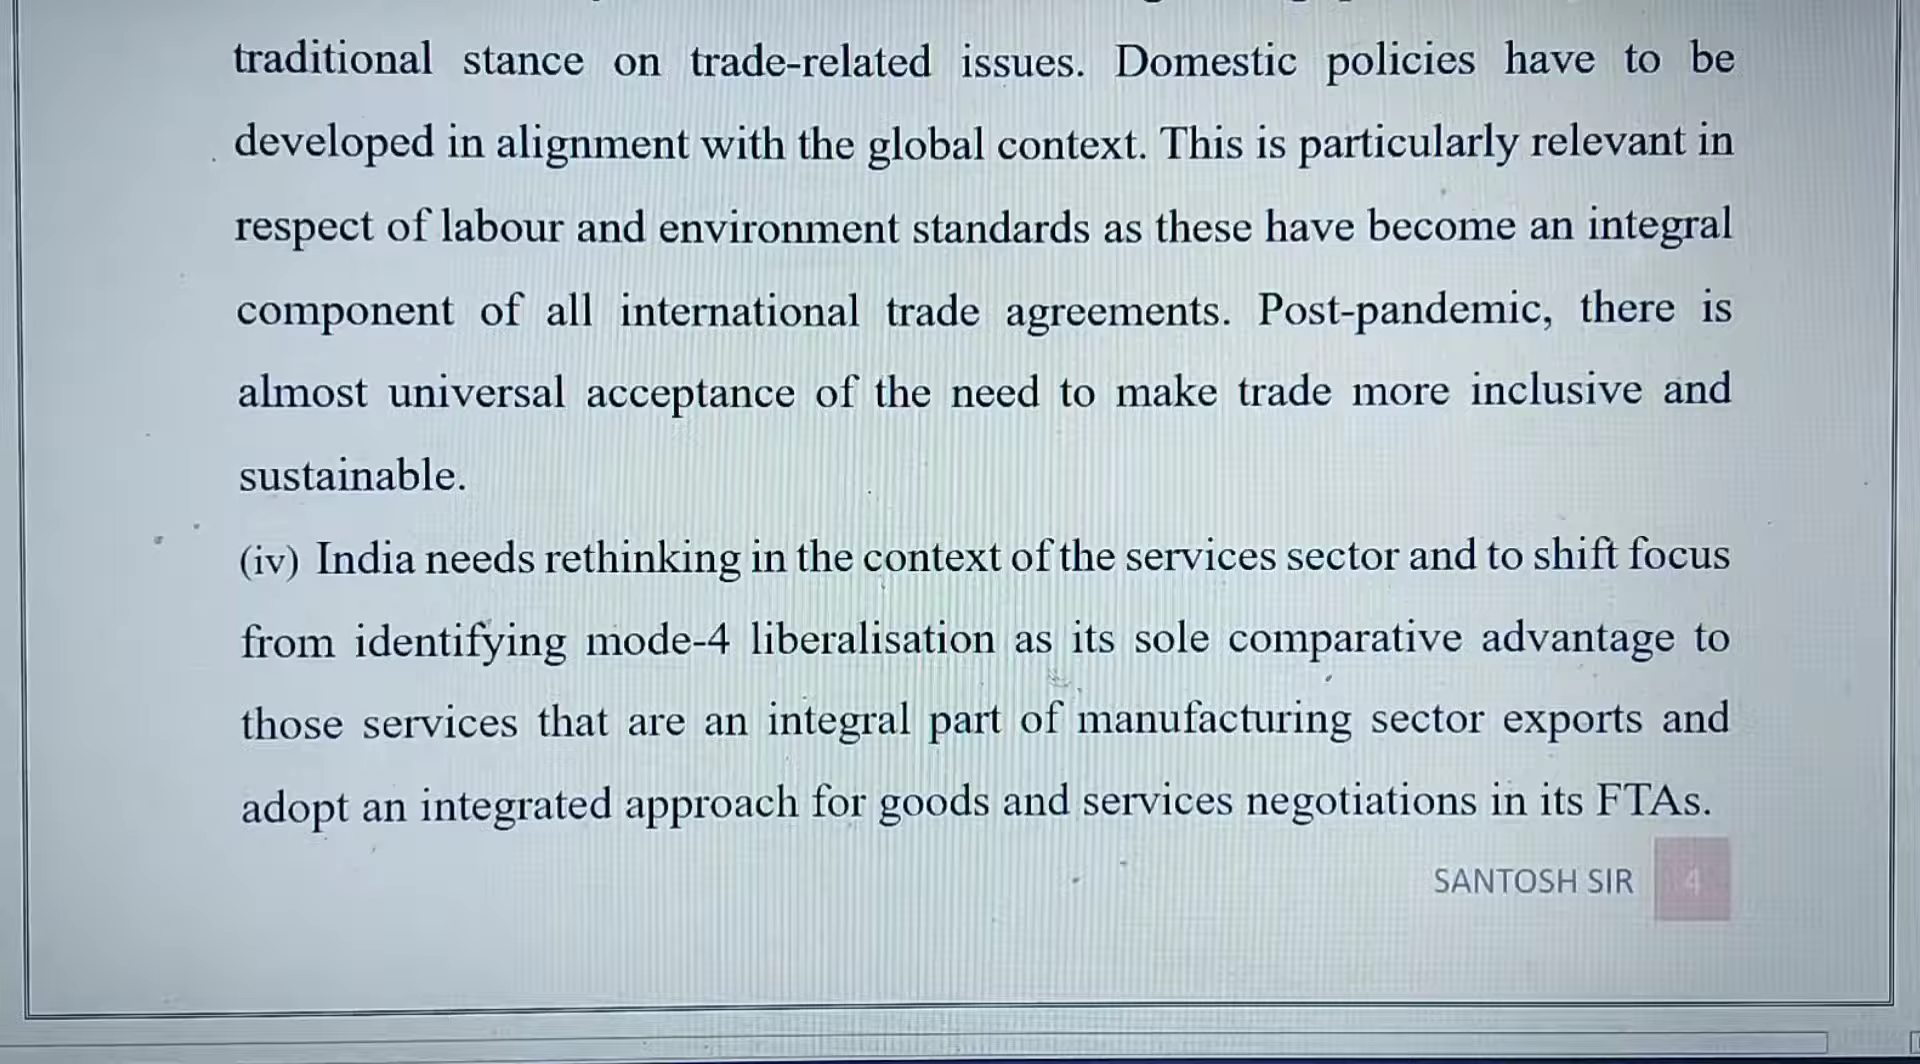 traditional stance on trade-related issues. Domestic policies have to be
developed in alignment with the global context. This is particularly relevant in
respect of labour and environment standards as these have become an integral
component of all international trade agreements. Post-pandemic, there is
almost universal acceptance of the need to make trade more inclusive and
sustainable.
(iv) India needs rethinking in the context of the services sector and to shift focus
from identifying mode-4 liberalisation as its sole comparative advantage to
those services that are an integral part of manufacturing sector exports and
adopt an integrated approach for goods and services negotiations in its FTAs.
SANTOSH SIR 4